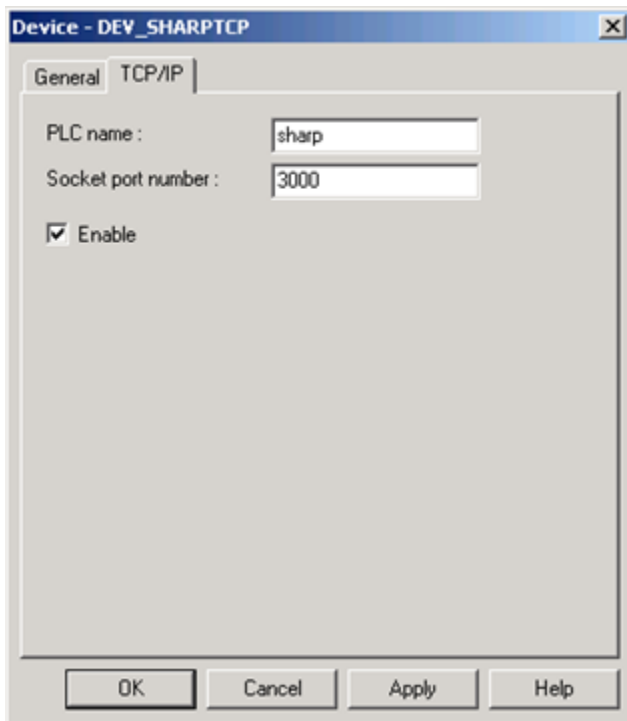 Device - DEV_SHARPTCP
General TCP/IP
PLC name : sharp
Socket port number : 3000
Enable
OK Cancel Apply Help